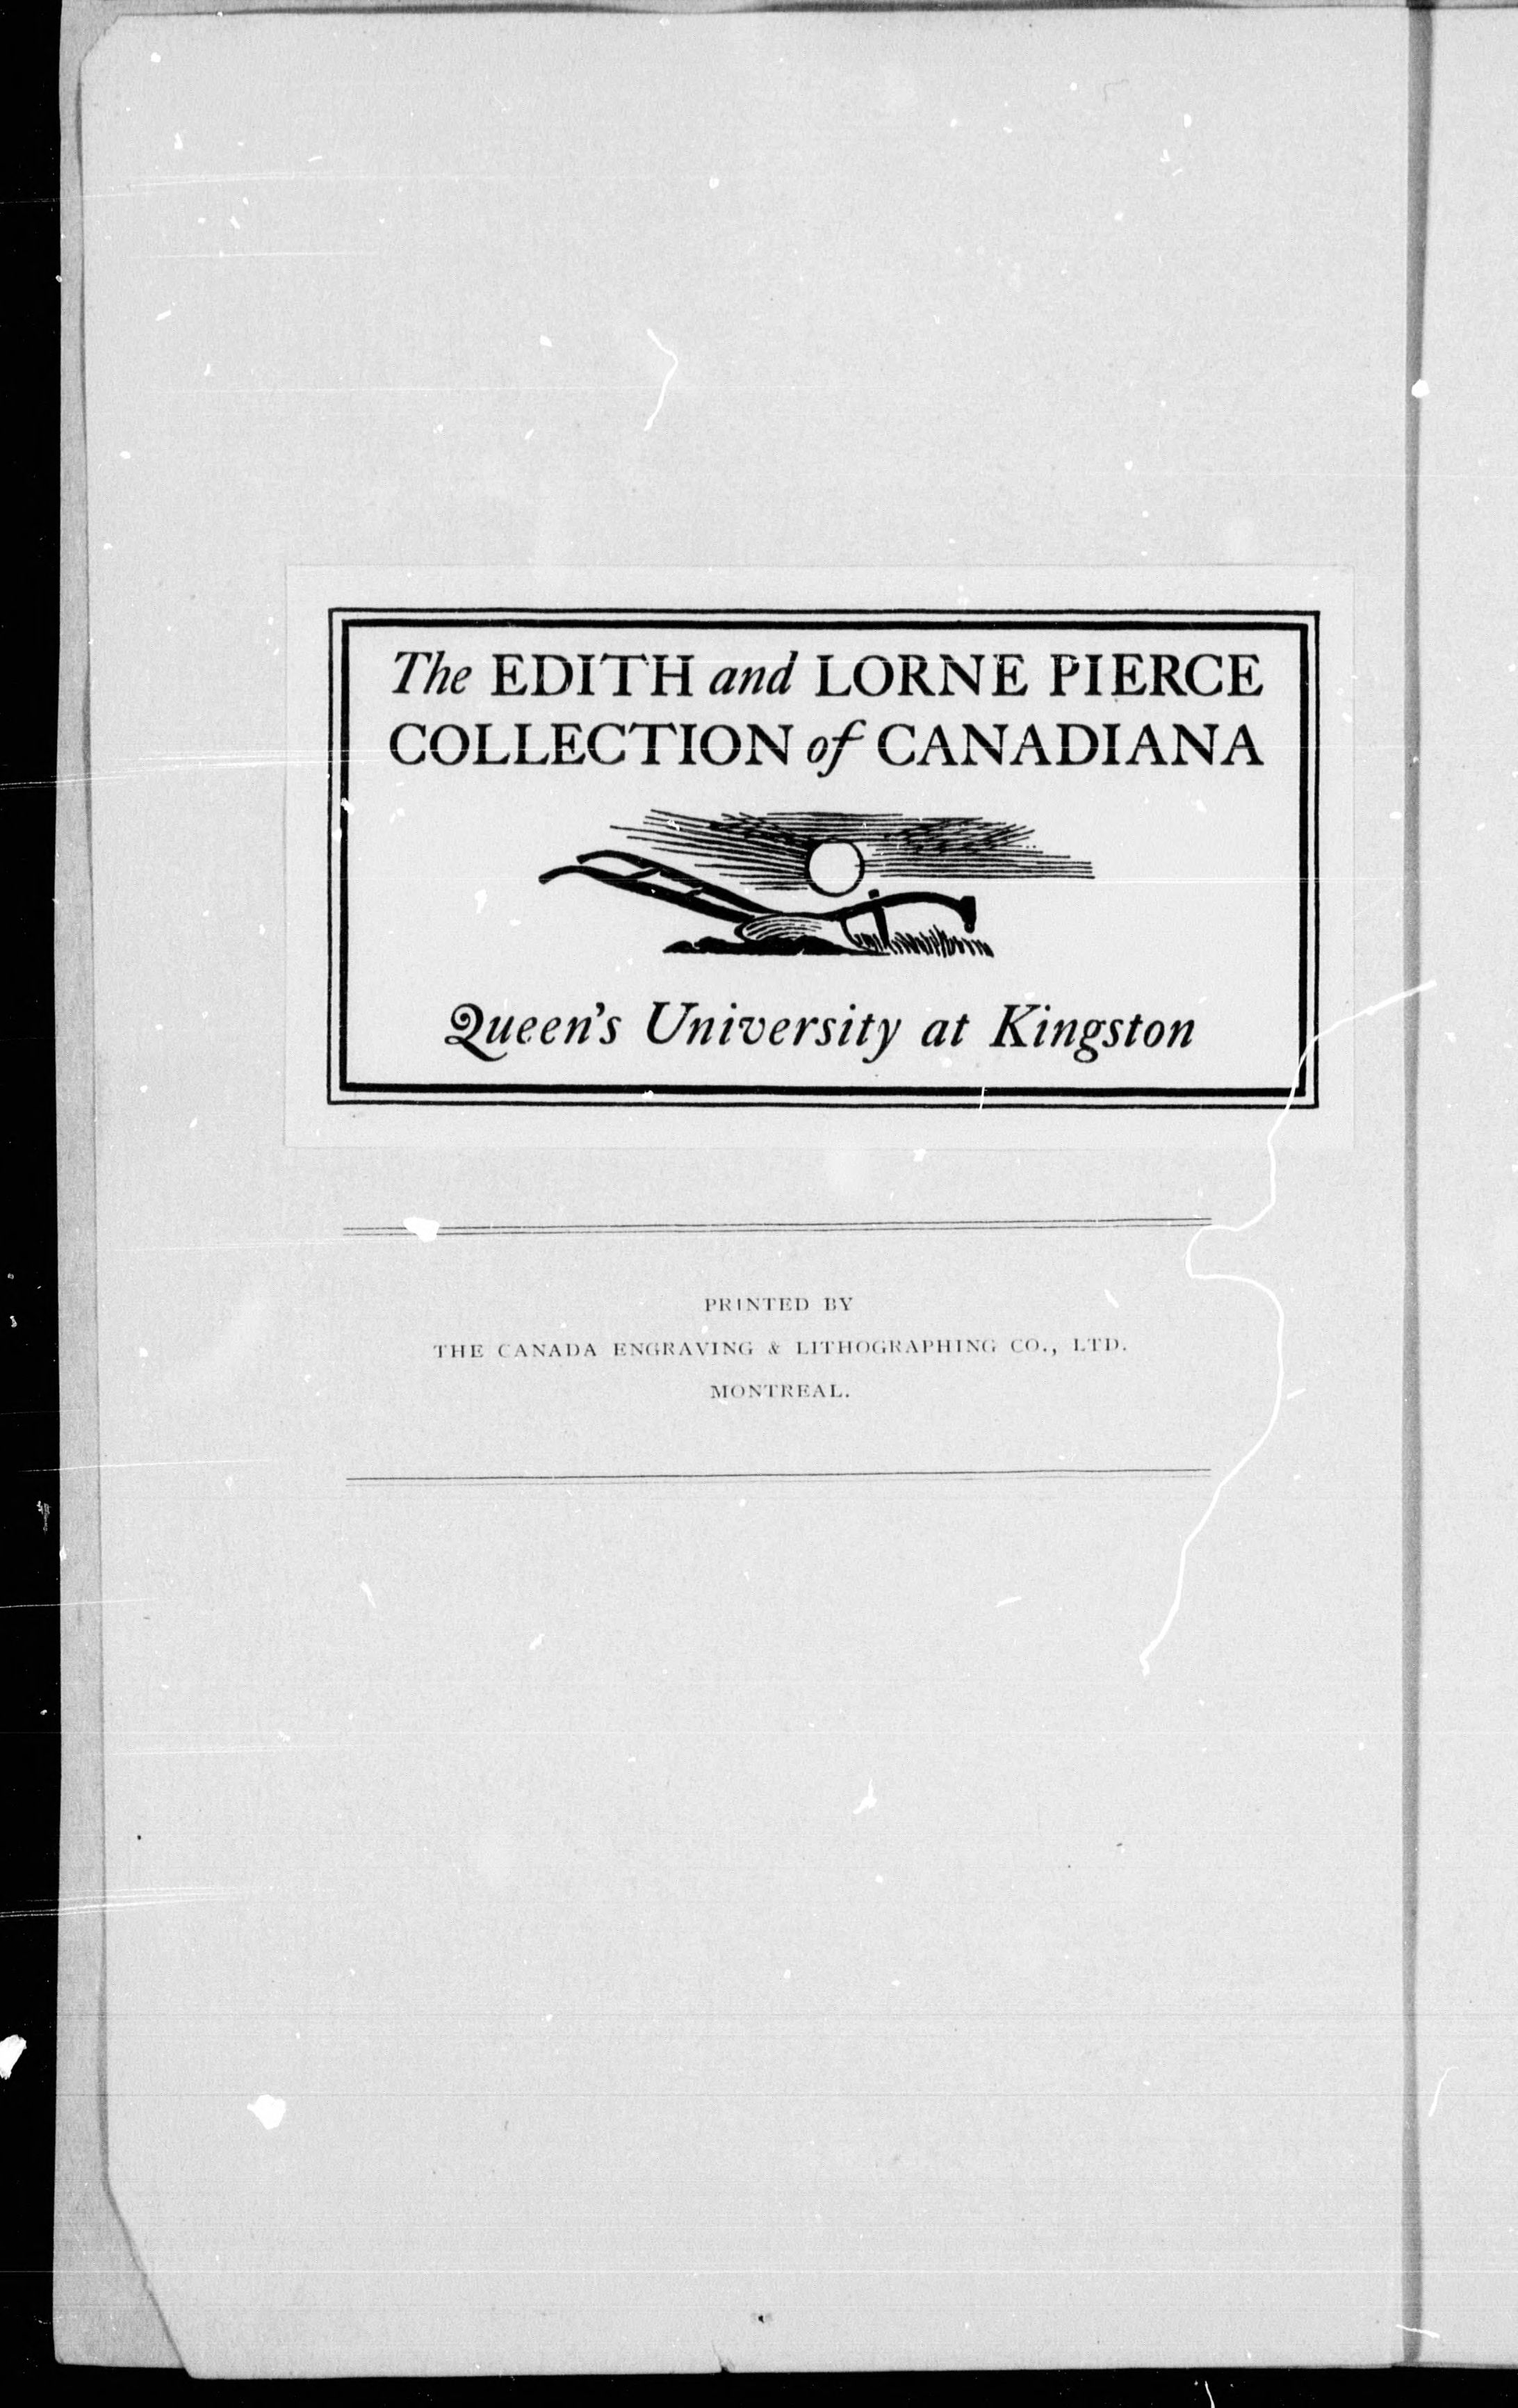 The EDITH and LORNE PIERCE
COLLECTION of CANADIANA
Queen's University at Kingston
PRINTED BY
THE CANADA ENGRAVING & LITHOGRAPHING CO., LTD.
MONTREAL.